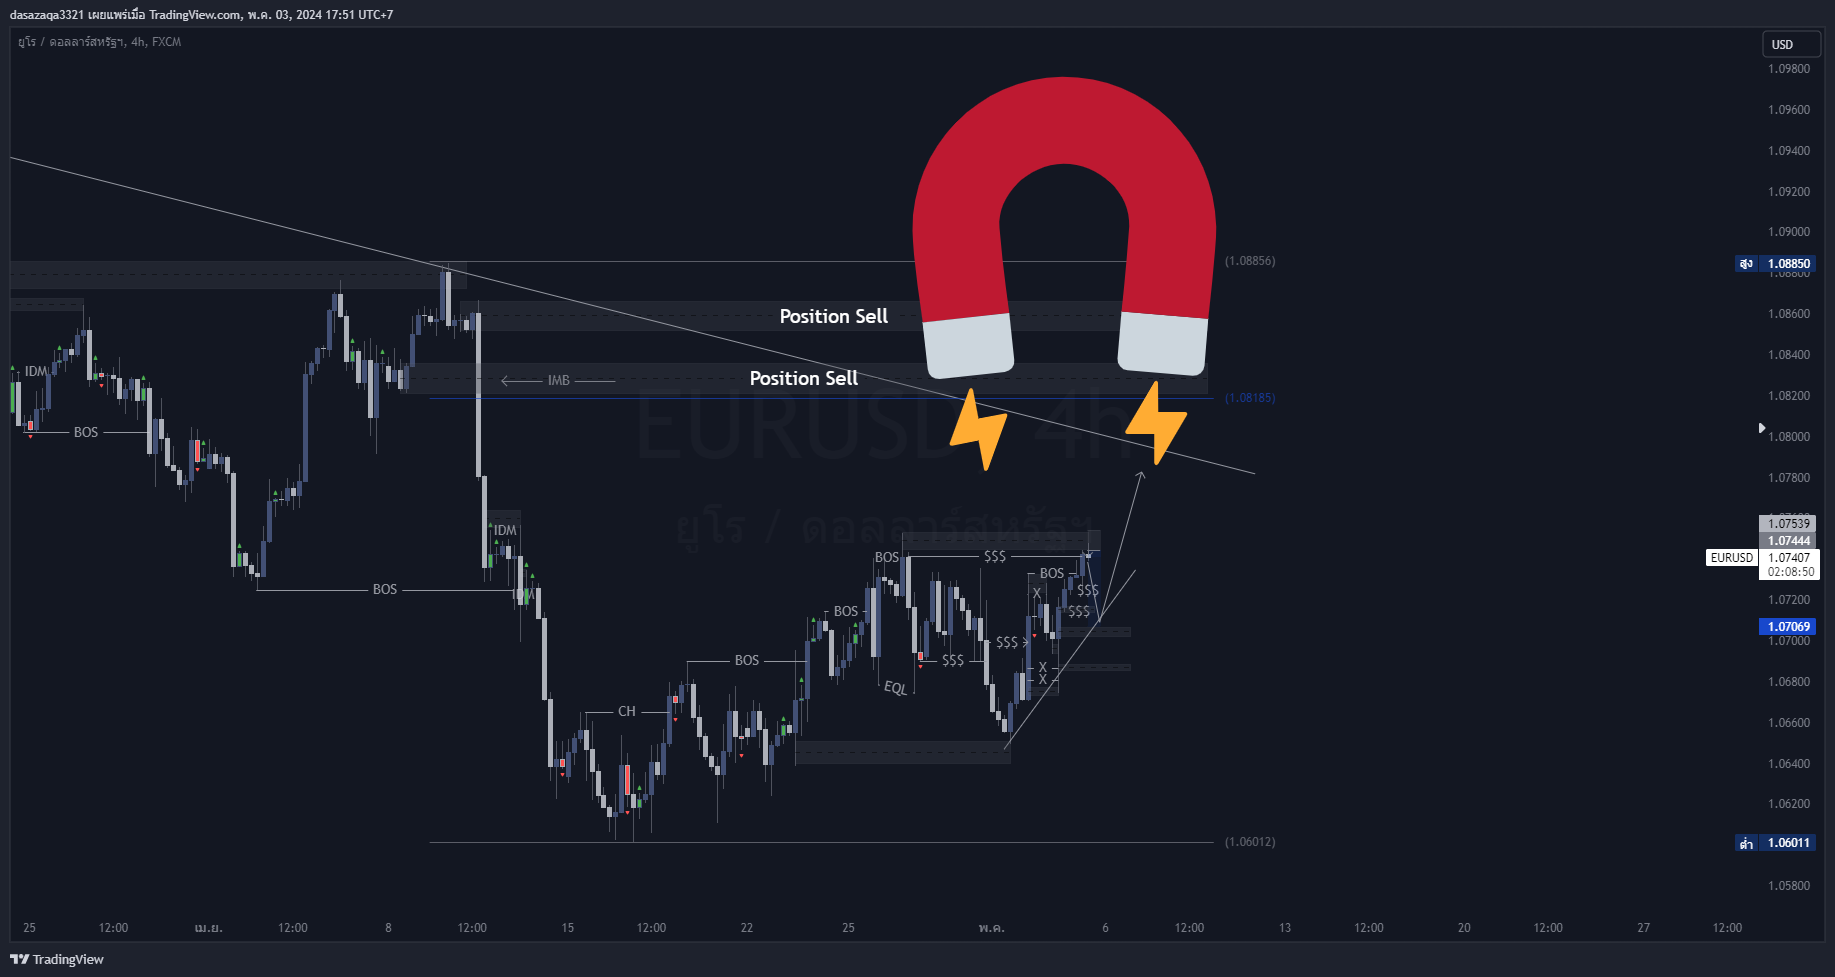 dasazaqa3321 เผยแพร่เมื่อ TradingView.com, พ.ค. 03, 2024 17:51 UTC+7
ยูโร / ดอลลาร์สหรัฐฯ, 4h, FXCM
USD
1.09800
1.09600
1.09400
1.09200
1.09000
(1.08856)
สูง 1.08850
1.08800
Position Sell
1.08600
1.08400
IDM
IMB
Position Sell
(1.08185)
1.08200
EURUSD, 4h
BOS
1.08000
1.07800
ยูโร / ดอลลาร์สหรัฐฯ
IDM
1.07539
1.07444
BOS
$$$
EURUSD 1.07407
02:08:50
BOS
BOS
IDM
X
$$$
1.07200
BOS
$$$
1.07069
$$$
1.07000
BOS
$$$
X
X
EQL
1.06800
CH
1.06600
1.06400
1.06200
(1.06012)
ต่ำ 1.06011
1.05800
25 12:00 เม.ย. 12:00 8 12:00 15 12:00 22 25 พ.ค. 6 12:00 13 12:00 20 12:00 27 12:00
TradingView